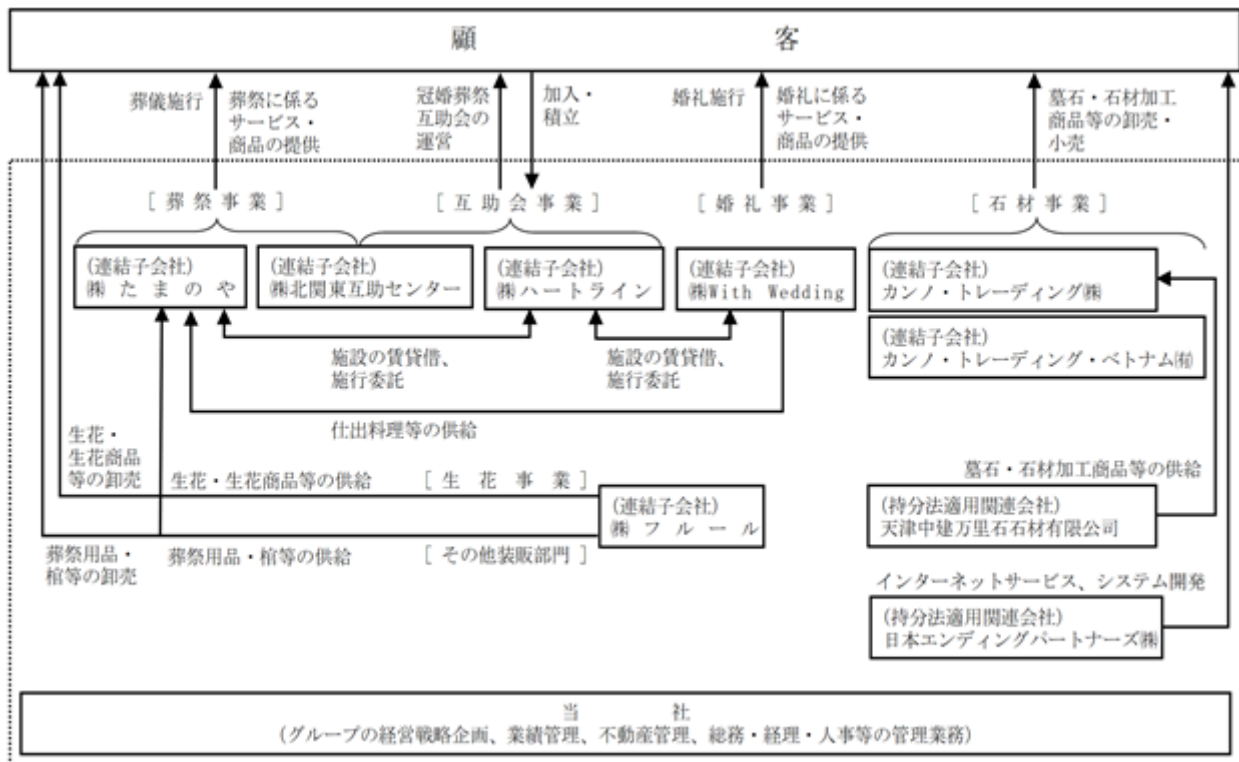 顧客
葬儀施行
葬祭に係る
サービス・
商品の提供
冠婚葬祭
互助会の
運営
加入・
積立
婚礼施行
婚礼に係る
サービス・
商品の提供
墓石・石材加工
商品等の卸売・
小売
[葬祭事業]
[互助会事業]
[婚礼事業]
[石材事業]
(連結子会社)
㈱たまのや
(連結子会社)
㈱北関東互助センター
(連結子会社)
㈱ハートライン
(連結子会社)
㈱With Wedding
(連結子会社)
カンノ・トレーディング㈱
(連結子会社)
カンノ・トレーディング・ベトナム㈲
施設の賃貸借、
施行委託
施設の賃貸借、
施行委託
仕出料理等の供給
生花・
生花商品
等の卸売
生花・生花商品等の供給
[生花事業]
(連結子会社)
㈱フルール
葬祭用品・
棺等の卸売
葬祭用品・棺等の供給
[その他装販部門]
墓石・石材加工商品等の供給
(持分法適用関連会社)
天津中建万里石石材有限公司
インターネットサービス、システム開発
(持分法適用関連会社)
日本エンディングパートナーズ㈱
当社
(グループの経営戦略企画、業績管理、不動産管理、総務・経理・人事等の管理業務)